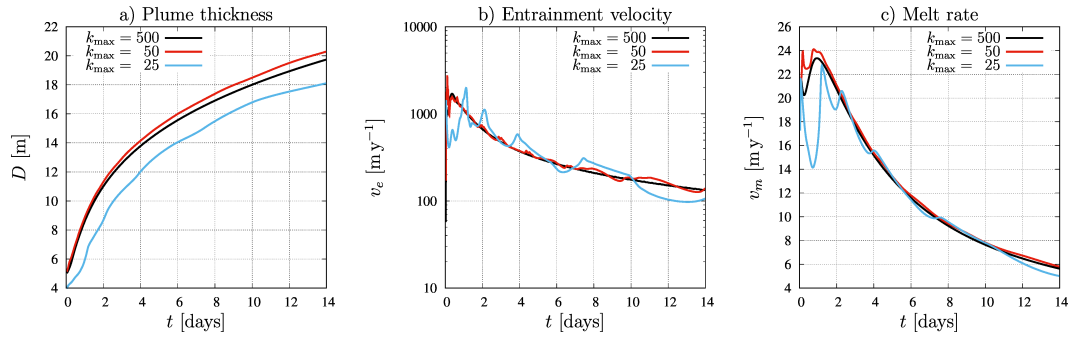 a) Plume thickness
22
20
18
16
14
12
10
8
6
4
D [m]
k_max = 500
k_max = 50
k_max = 25
0 2 4 6 8 10 12 14
t [days]
b) Entrainment velocity
10000
1000
100
10
v_e [m y⁻¹]
k_max = 500
k_max = 50
k_max = 25
0 2 4 6 8 10 12 14
t [days]
c) Melt rate
26
24
22
20
18
16
14
12
10
8
6
4
v_m [m y⁻¹]
k_max = 500
k_max = 50
k_max = 25
0 2 4 6 8 10 12 14
t [days]